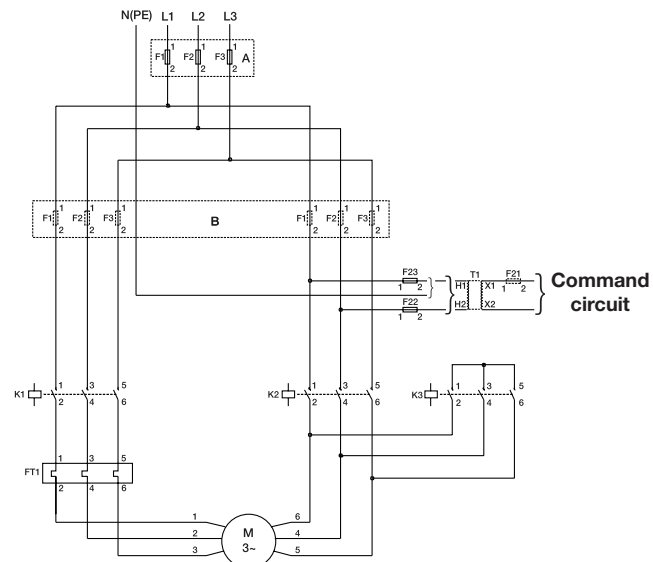 N(PE) L1 L2 L3
1 1 1
F1 F2 F3 A
2 2 2
1 1 1 1 1 1
F1 F2 F3 B F1 F2 F3
2 2 2 2 2 2
F23 T1 F21
1 2 H1 X1 1 2
Command
circuit
F22 H2 X2
1 2
1 3 5 1 3 5 1 3 5
K1 K2 K3
2 4 6 2 4 6 2 4 6
1 3 5
FT1
2 4 6
1 6
2 M 4
3 3~ 5